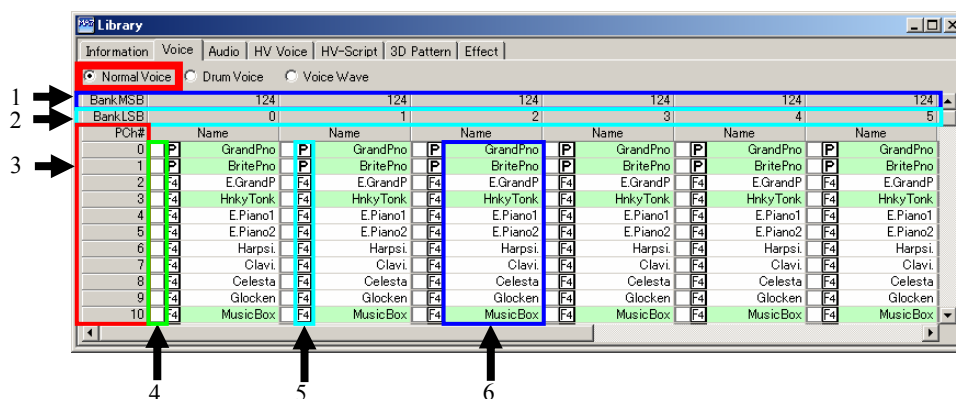 Library
Information Voice Audio HV Voice HV-Script 3D Pattern Effect
Normal Voice Drum Voice Voice Wave
1 BankMSB 124 124 124 124 124 124
2 BankLSB 0 1 2 3 4 5
PCh# Name Name Name Name Name Name
0 P GrandPno P GrandPno P GrandPno P GrandPno P GrandPno P GrandPno
3 1 P BritePno P BritePno P BritePno P BritePno P BritePno P BritePno
2 F4 E.GrandP F4 E.GrandP F4 E.GrandP F4 E.GrandP F4 E.GrandP F4 E.GrandP
3 F4 HnkyTonk F4 HnkyTonk F4 HnkyTonk F4 HnkyTonk F4 HnkyTonk F4 HnkyTonk
4 F4 E.Piano1 F4 E.Piano1 F4 E.Piano1 F4 E.Piano1 F4 E.Piano1 F4 E.Piano1
5 F4 E.Piano2 F4 E.Piano2 F4 E.Piano2 F4 E.Piano2 F4 E.Piano2 F4 E.Piano2
6 F4 Harpsi. F4 Harpsi. F4 Harpsi. F4 Harpsi. F4 Harpsi. F4 Harpsi.
7 F4 Clavi. F4 Clavi. F4 Clavi. F4 Clavi. F4 Clavi. F4 Clavi.
8 F4 Celesta F4 Celesta F4 Celesta F4 Celesta F4 Celesta F4 Celesta
9 F4 Glocken F4 Glocken F4 Glocken F4 Glocken F4 Glocken F4 Glocken
10 F4 MusicBox F4 MusicBox F4 MusicBox F4 MusicBox F4 MusicBox F4 MusicBox
4 5 6